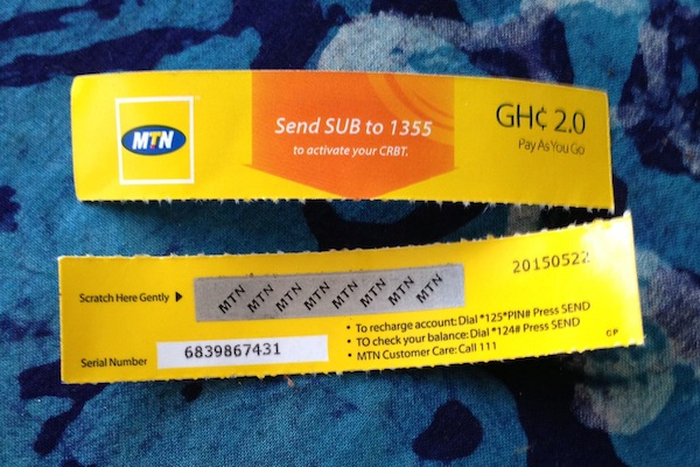 MTN
Send SUB to 1355
to activate your CRBT.
GH¢ 2.0
Pay As You Go
20150522
Scratch Here Gently
MTN MTN MTN MTN MTN MTN MTN MTN
• To recharge account: Dial *125*PIN# Press SEND
• TO check your balance: Dial *124# Press SEND
• MTN Customer Care: Call 111
CP
Serial Number 6839867431